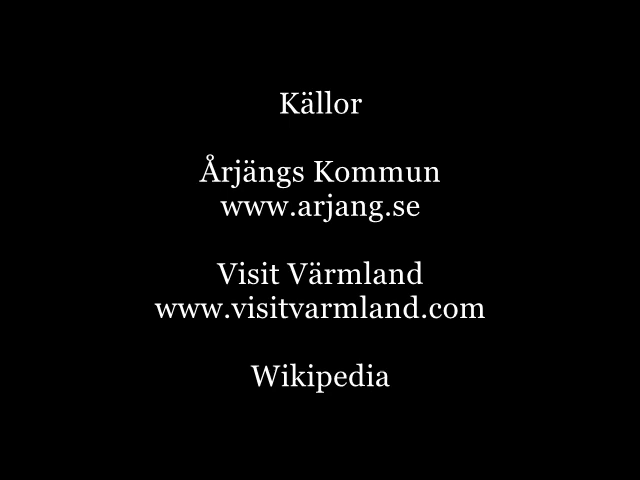 Källor
Årjängs Kommun
www.arjang.se
Visit Värmland
www.visitvarmland.com
Wikipedia